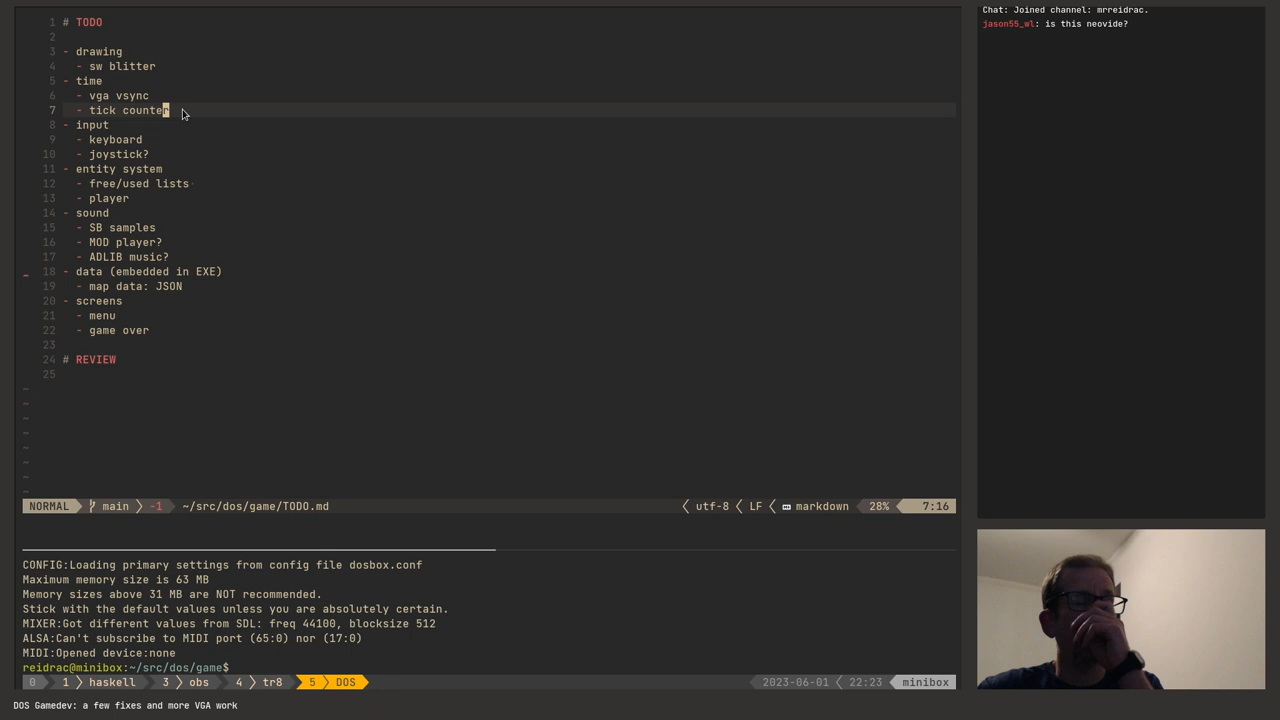 1 # TODO
2
3 - drawing
4 - sw blitter
5 - time
6 - vga vsync
7 - tick counter
8 - input
9 - keyboard
10 - joystick?
11 - entity system
12 - free/used lists
13 - player
14 - sound
15 - SB samples
16 - MOD player?
17 - ADLIB music?
18 - data (embedded in EXE)
19 - map data: JSON
20 - screens
21 - menu
22 - game over
23
24 # REVIEW
25
~
~
~
~
~
~
~
~
NORMAL main -1 ~/src/dos/game/TODO.md utf-8 LF markdown 28% 7:16
CONFIG:Loading primary settings from config file dosbox.conf
Maximum memory size is 63 MB
Memory sizes above 31 MB are NOT recommended.
Stick with the default values unless you are absolutely certain.
MIXER:Got different values from SDL: freq 44100, blocksize 512
ALSA:Can't subscribe to MIDI port (65:0) nor (17:0)
MIDI:Opened device:none
reidrac@minibox:~/src/dos/game$
0 1 haskell 3 obs 4 tr8 5 DOS 2023-06-01 22:23 minibox
DOS Gamedev: a few fixes and more VGA work
Chat: Joined channel: mrreidrac.
jason55_wl: is this neovide?